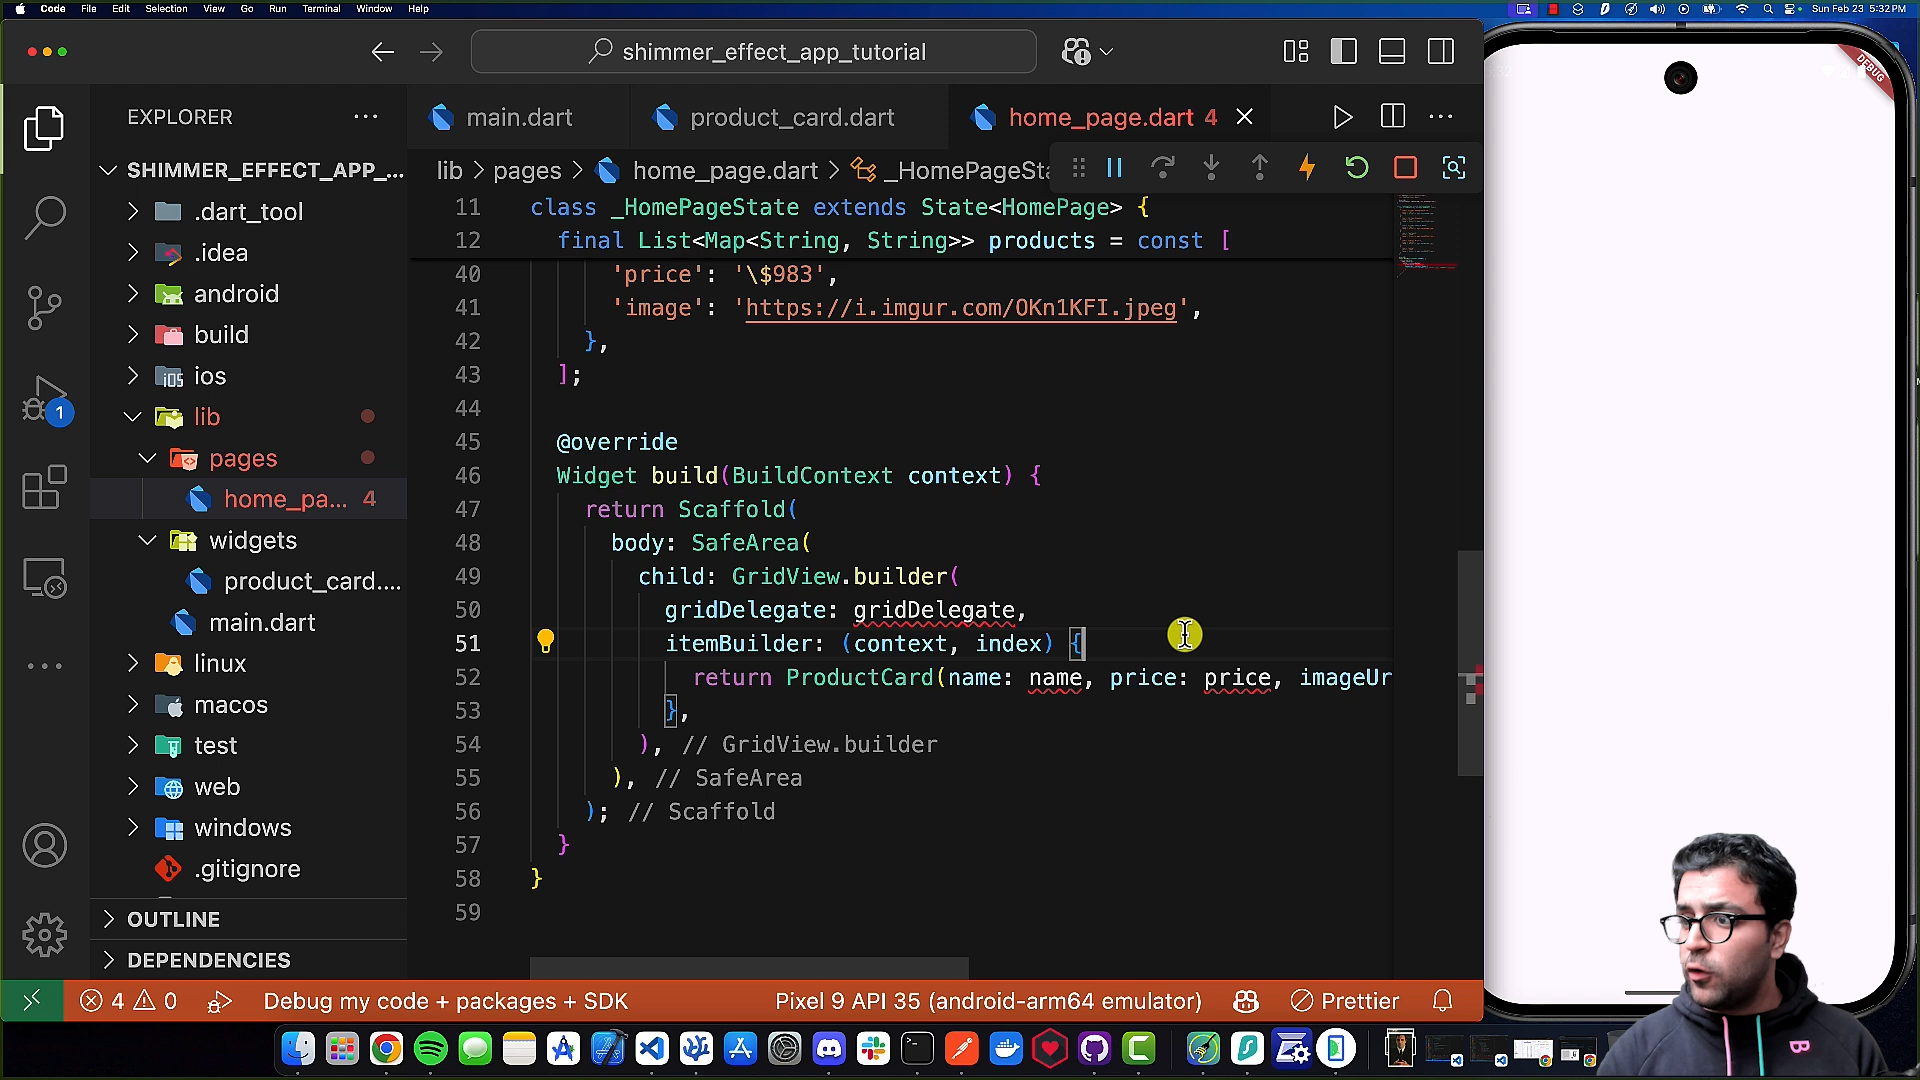 Code File Edit Selection View Go Run Terminal Window Help
Sun Feb 23 5:32 PM
shimmer_effect_app_tutorial
EXPLORER
main.dart
product_card.dart
home_page.dart 4
SHIMMER_EFFECT_APP_...
lib > pages > home_page.dart > _HomePageSta
.dart_tool
.idea
android
build
ios
lib
pages
home_pa... 4
widgets
product_card....
main.dart
linux
macos
test
web
windows
.gitignore
OUTLINE
DEPENDENCIES
1
11 class _HomePageState extends State<HomePage> {
12 final List<Map<String, String>> products = const [
40 'price': '\$983',
41 'image': 'https://i.imgur.com/OKn1KFI.jpeg',
42 },
43 ];
44
45 @override
46 Widget build(BuildContext context) {
47 return Scaffold(
48 body: SafeArea(
49 child: GridView.builder(
50 gridDelegate: gridDelegate,
51 itemBuilder: (context, index) {
52 return ProductCard(name: name, price: price, imageUr
53 },
54 ), // GridView.builder
55 ), // SafeArea
56 ); // Scaffold
57 }
58 }
59
DEBUG
4 0 Debug my code + packages + SDK Pixel 9 API 35 (android-arm64 emulator) Prettier